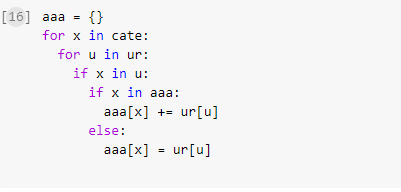 [16] aaa = {}
for x in cate:
  for u in ur:
    if x in u:
      if x in aaa:
        aaa[x] += ur[u]
      else:
        aaa[x] = ur[u]